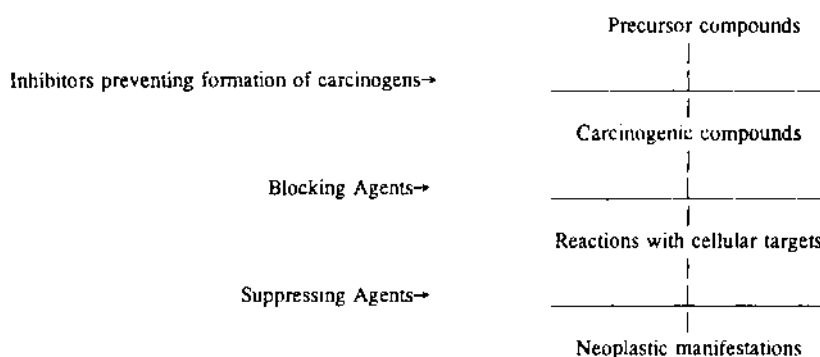 Precursor compounds
Inhibitors preventing formation of carcinogens→
Carcinogenic compounds
Blocking Agents→
Reactions with cellular targets
Suppressing Agents→
Neoplastic manifestations